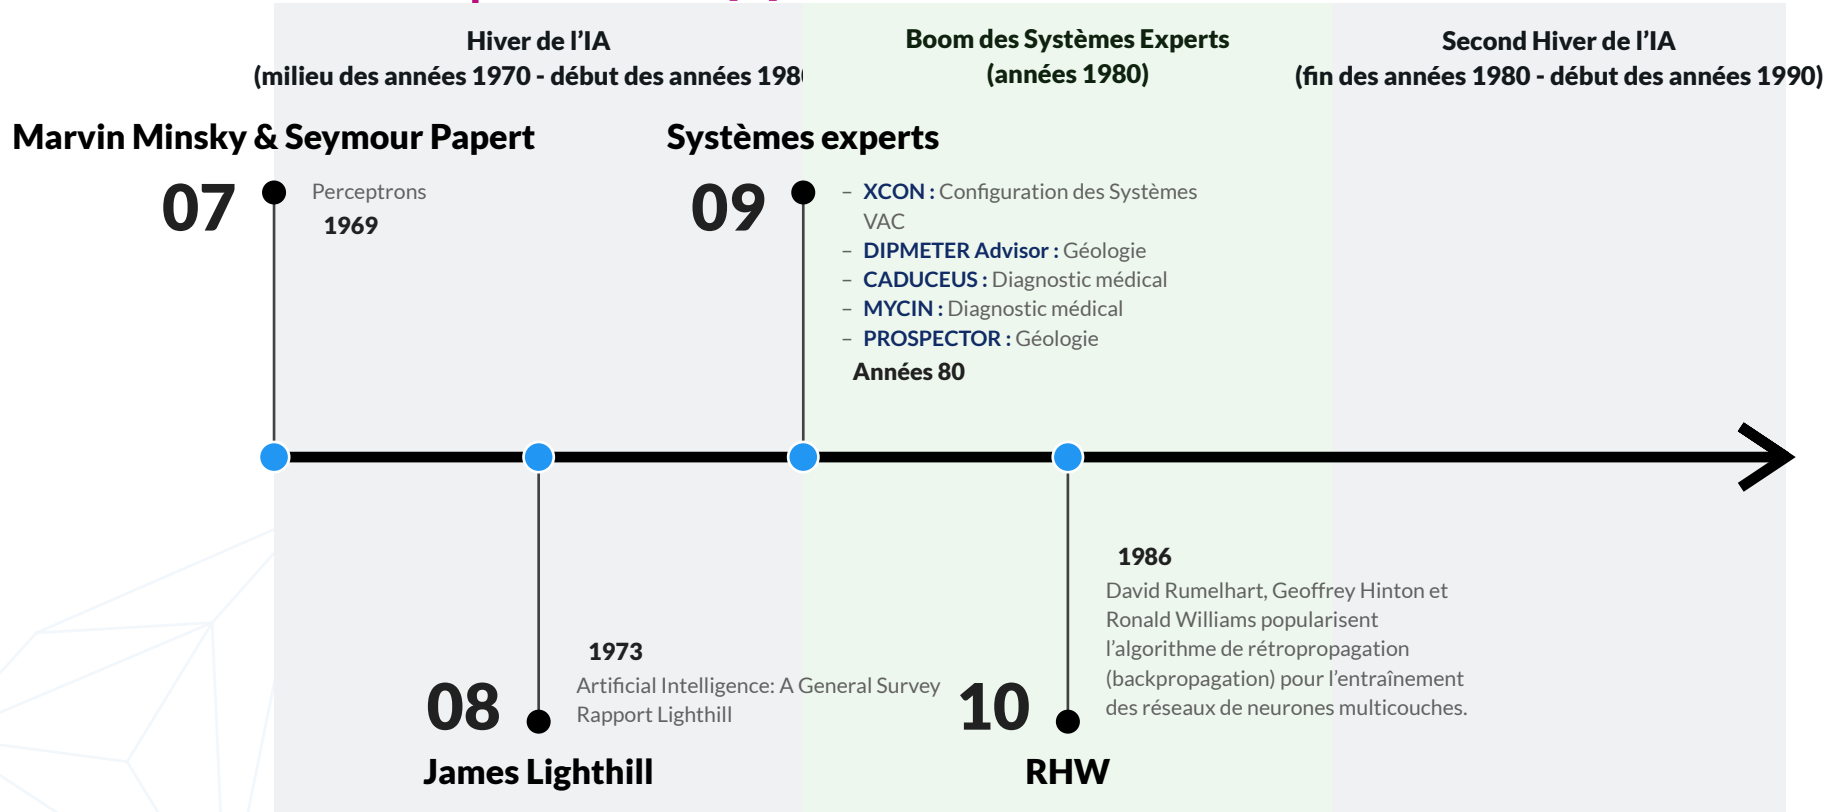 Hiver de l’IA
(milieu des années 1970 - début des années 198
Boom des Systèmes Experts
(années 1980)
Second Hiver de l’IA
(fin des années 1980 - début des années 1990)
Marvin Minsky & Seymour Papert
07
Perceptrons
1969
Systèmes experts
09
– XCON : Configuration des Systèmes
VAC
– DIPMETER Advisor : Géologie
– CADUCEUS : Diagnostic médical
– MYCIN : Diagnostic médical
– PROSPECTOR : Géologie
Années 80
1973
Artificial Intelligence: A General Survey
Rapport Lighthill
08
James Lighthill
1986
David Rumelhart, Geoffrey Hinton et
Ronald Williams popularisent
l’algorithme de rétropropagation
(backpropagation) pour l’entraînement
des réseaux de neurones multicouches.
10
RHW